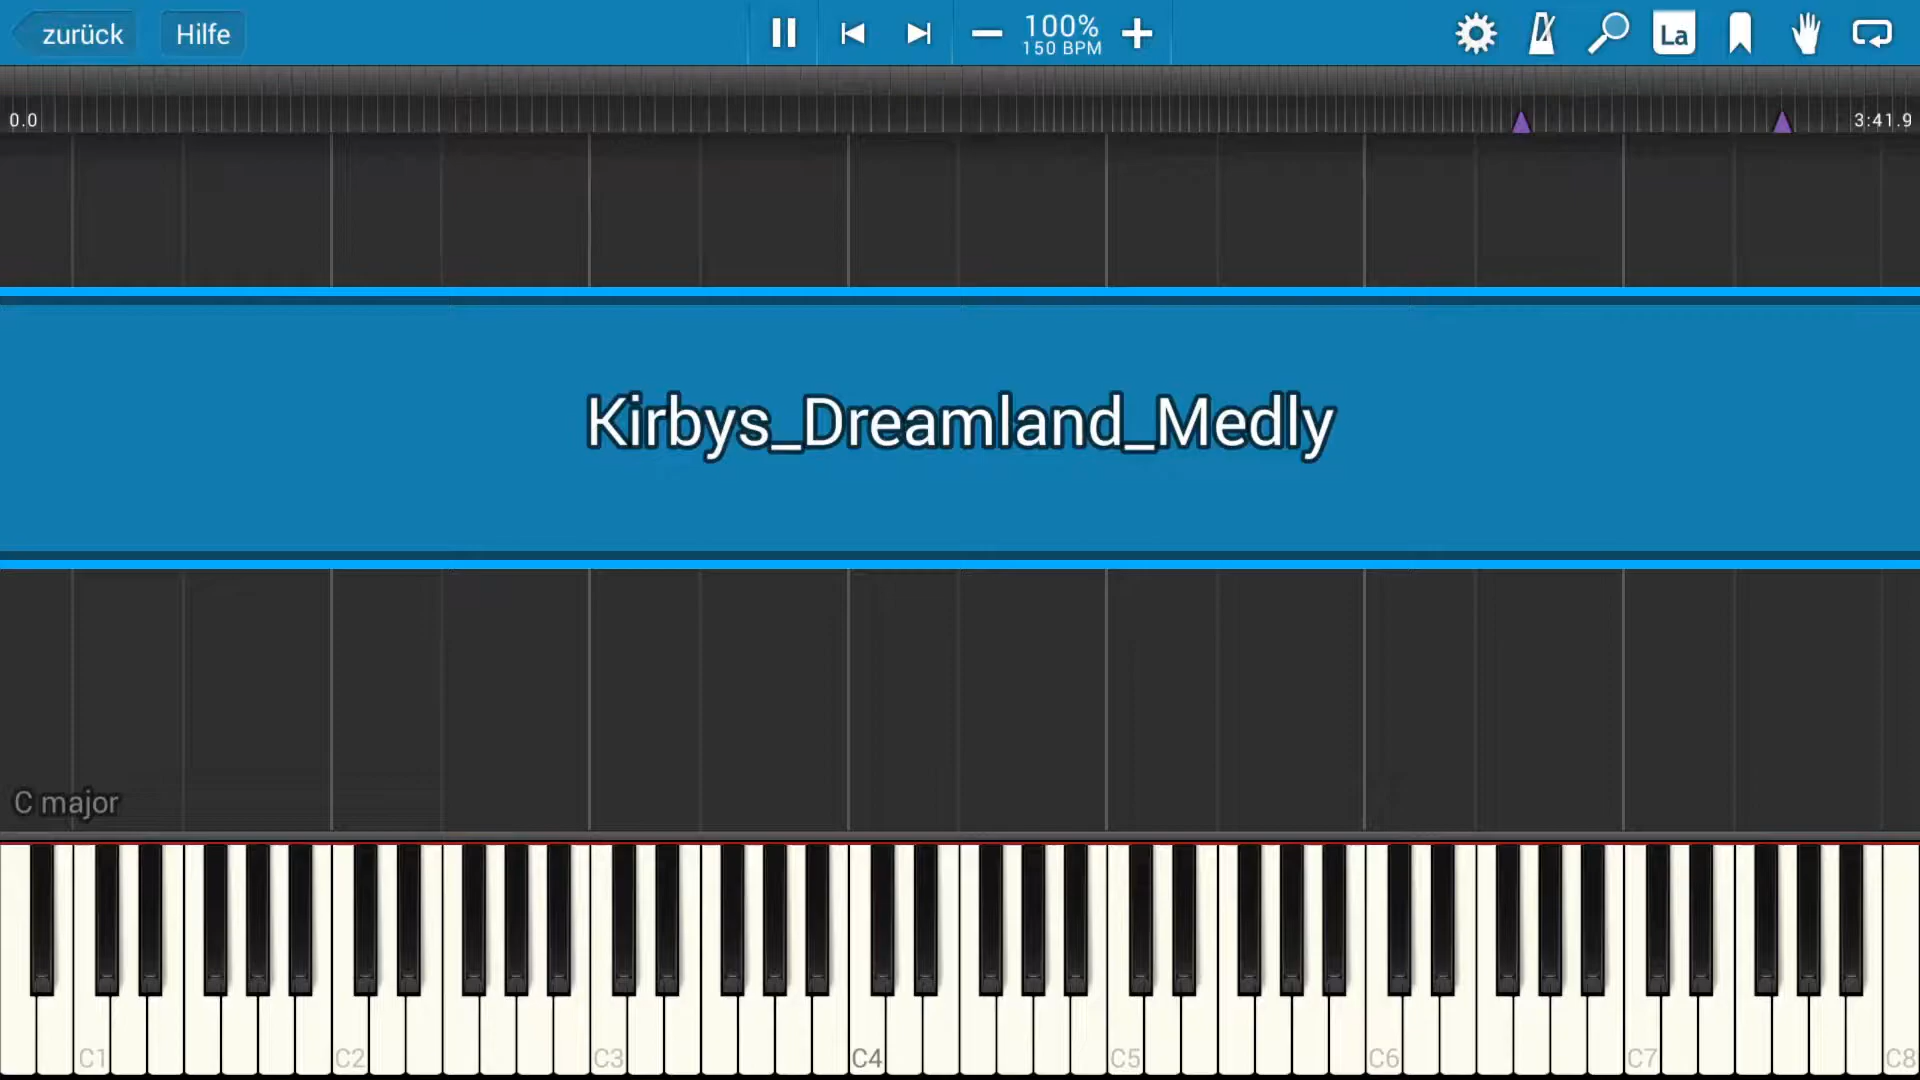 zurück
Hilfe
100%
150 BPM
La
0.0
3:41.9
Kirbys_Dreamland_Medly
C major
C1
C2
C3
C4
C5
C6
C7
C8